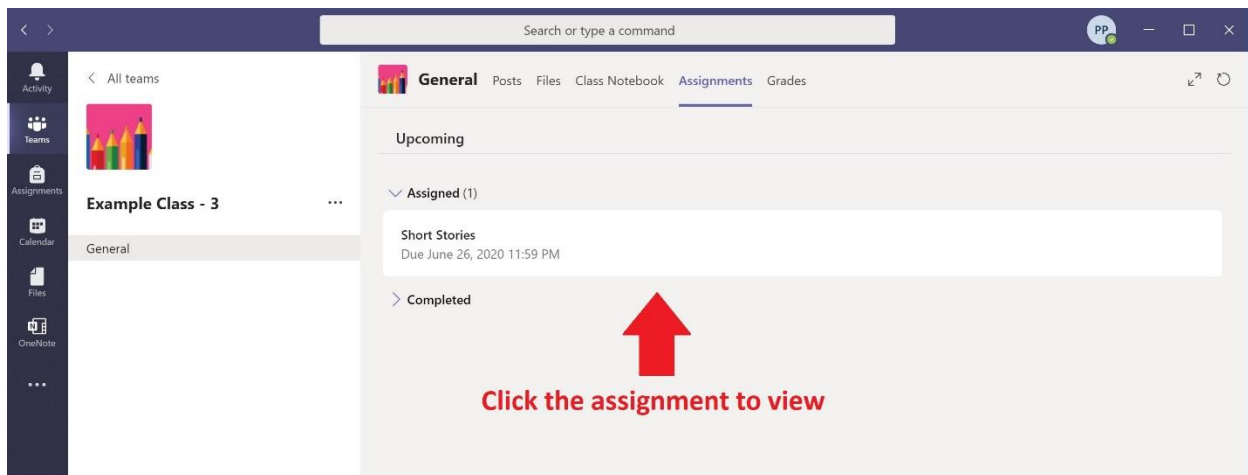 Search or type a command
PP
Activity
Teams
Assignments
Calendar
Files
OneNote
All teams
Example Class - 3
General
General Posts Files Class Notebook Assignments Grades
Upcoming
Assigned (1)
Short Stories
Due June 26, 2020 11:59 PM
Completed
Click the assignment to view